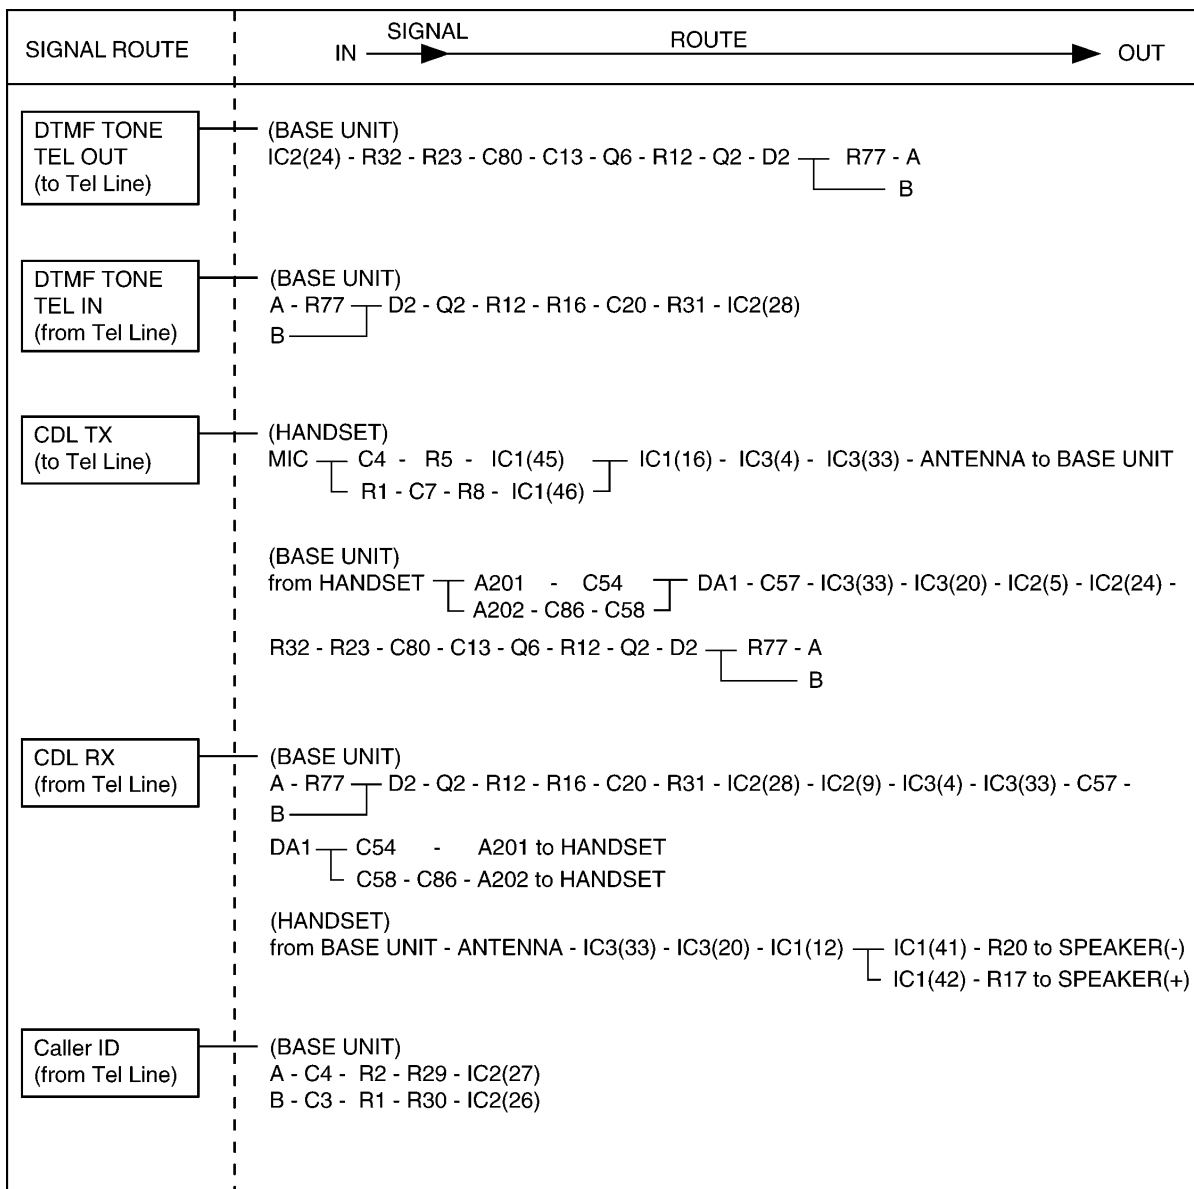 SIGNAL ROUTE
IN SIGNAL ROUTE OUT
DTMF TONE
TEL OUT
(to Tel Line)
(BASE UNIT)
IC2(24) - R32 - R23 - C80 - C13 - Q6 - R12 - Q2 - D2 R77 - A
B
DTMF TONE
TEL IN
(from Tel Line)
(BASE UNIT)
A - R77 D2 - Q2 - R12 - R16 - C20 - R31 - IC2(28)
B
CDL TX
(to Tel Line)
(HANDSET)
MIC C4 - R5 - IC1(45) IC1(16) - IC3(4) - IC3(33) - ANTENNA to BASE UNIT
R1 - C7 - R8 - IC1(46)
(BASE UNIT)
from HANDSET A201 - C54 DA1 - C57 - IC3(33) - IC3(20) - IC2(5) - IC2(24) -
A202 - C86 - C58
R32 - R23 - C80 - C13 - Q6 - R12 - Q2 - D2 R77 - A
B
CDL RX
(from Tel Line)
(BASE UNIT)
A - R77 D2 - Q2 - R12 - R16 - C20 - R31 - IC2(28) - IC2(9) - IC3(4) - IC3(33) - C57 -
B
DA1 C54 - A201 to HANDSET
C58 - C86 - A202 to HANDSET
(HANDSET)
from BASE UNIT - ANTENNA - IC3(33) - IC3(20) - IC1(12) IC1(41) - R20 to SPEAKER(-)
IC1(42) - R17 to SPEAKER(+)
Caller ID
(from Tel Line)
(BASE UNIT)
A - C4 - R2 - R29 - IC2(27)
B - C3 - R1 - R30 - IC2(26)